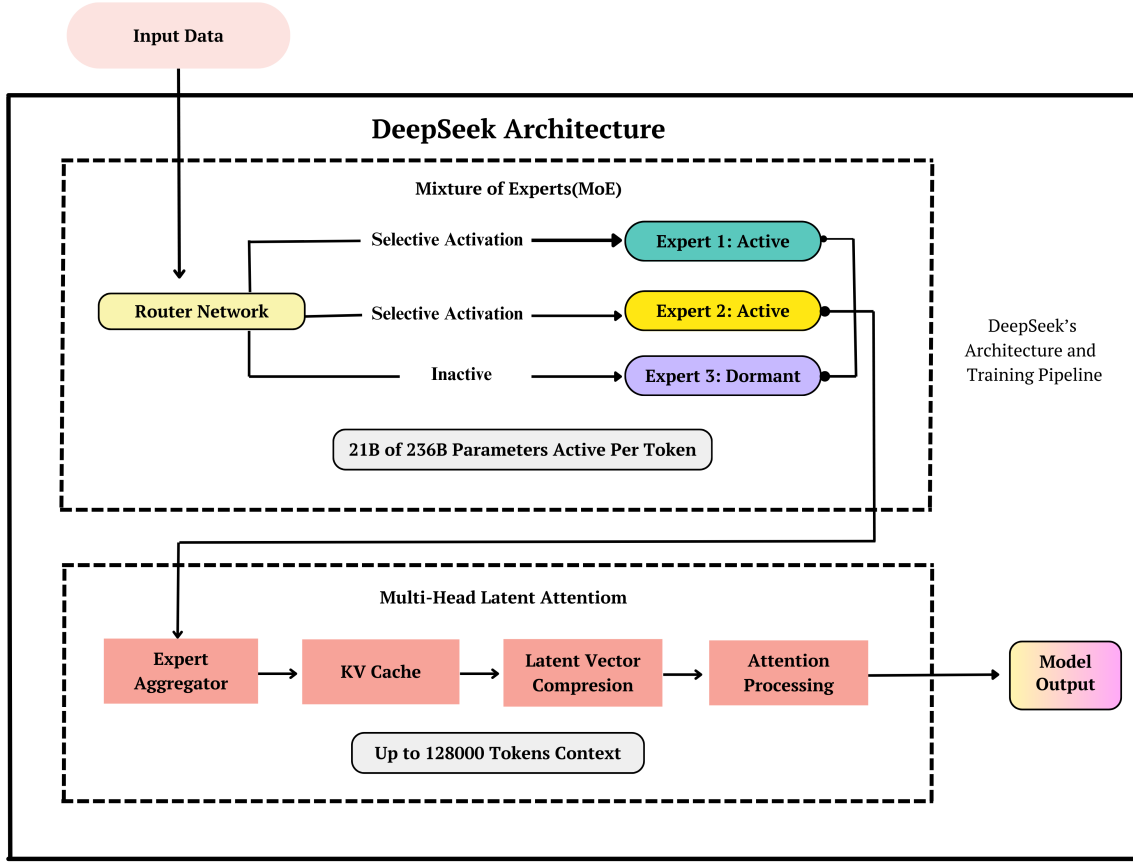 Input Data
DeepSeek Architecture
Mixture of Experts(MoE)
Selective Activation
Expert 1: Active
Router Network
Selective Activation
Expert 2: Active
Inactive
Expert 3: Dormant
DeepSeek’s
Architecture and
Training Pipeline
21B of 236B Parameters Active Per Token
Multi-Head Latent Attentiom
Expert
Aggregator
KV Cache
Latent Vector
Compresion
Attention
Processing
Model
Output
Up to 128000 Tokens Context